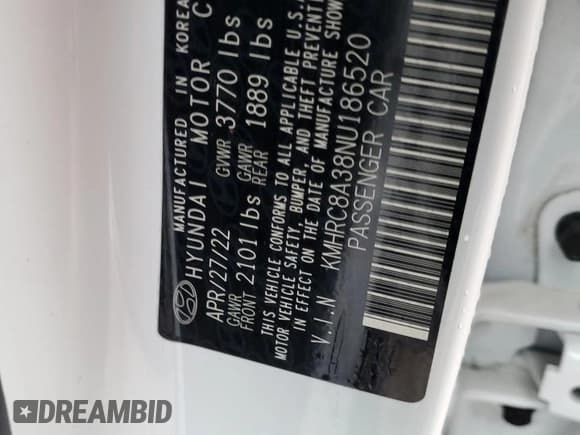 MANUFACTURED IN KOREA
HYUNDAI MOTOR C
APR/27/22 GVWR 3770 lbs
GAWR FRONT 2101 lbs GAWR REAR 1889 lbs
THIS VEHICLE CONFORMS TO ALL APPLICABLE U.S.
MOTOR VEHICLE SAFETY, BUMPER, AND THEFT PREVENTI
IN EFFECT ON THE DATE OF MANUFACTURE SHOW
V.I.N KMHRC8A38NU186520
PASSENGER CAR
DREAMBID